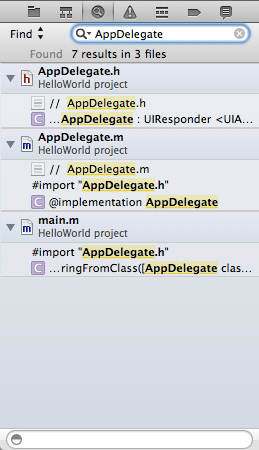 Find AppDelegate
Found 7 results in 3 files
AppDelegate.h
HelloWorld project
// AppDelegate.h
C ...AppDelegate : UIResponder <UIA...
AppDelegate.m
HelloWorld project
// AppDelegate.m
#import "AppDelegate.h"
C @implementation AppDelegate
main.m
HelloWorld project
#import "AppDelegate.h"
C ...ringFromClass([AppDelegate clas...